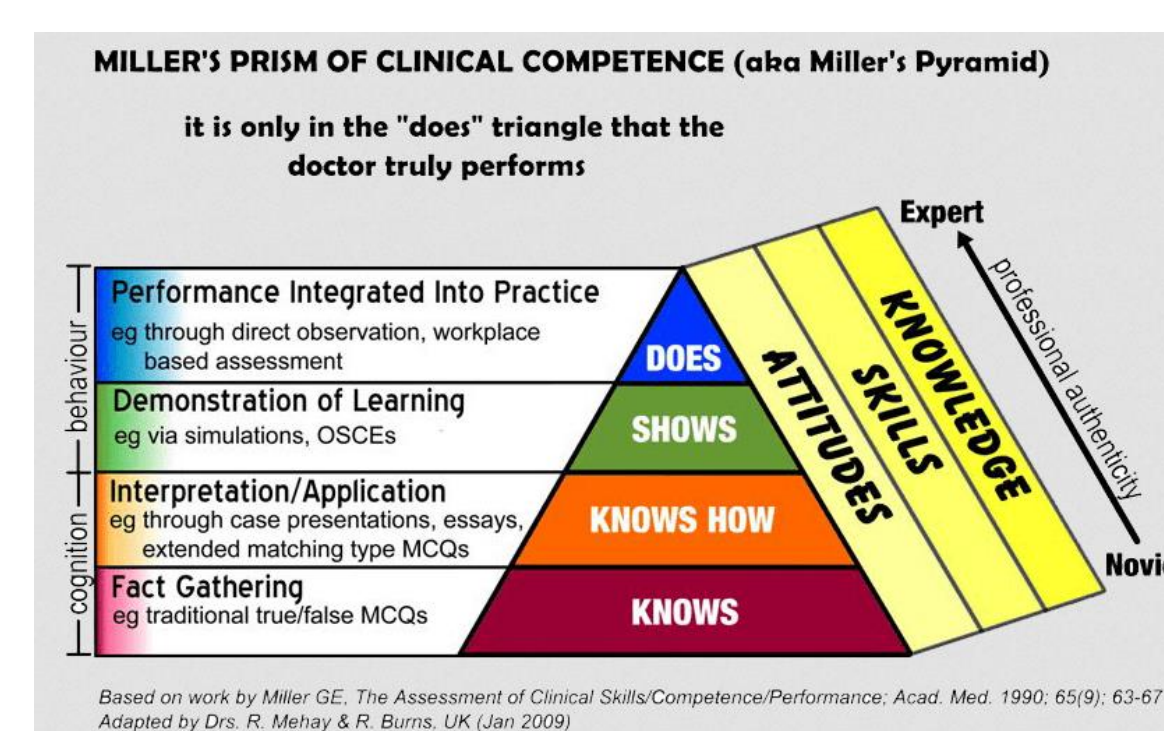 MILLER'S PRISM OF CLINICAL COMPETENCE (aka Miller's Pyramid)
it is only in the "does" triangle that the
doctor truly performs
Expert
professional authenticity
behaviour
cognition
Performance Integrated Into Practice
eg through direct observation, workplace
based assessment
DOES
Demonstration of Learning
eg via simulations, OSCEs
SHOWS
Interpretation/Application
eg through case presentations, essays,
extended matching type MCQs
KNOWS HOW
Fact Gathering
eg traditional true/false MCQs
KNOWS
ATTITUDES
SKILLS
KNOWLEDGE
Based on work by Miller GE, The Assessment of Clinical Skills/Competence/Performance; Acad. Med. 1990; 65(9); 63-67
Adapted by Drs. R. Mehay & R. Burns, UK (Jan 2009)